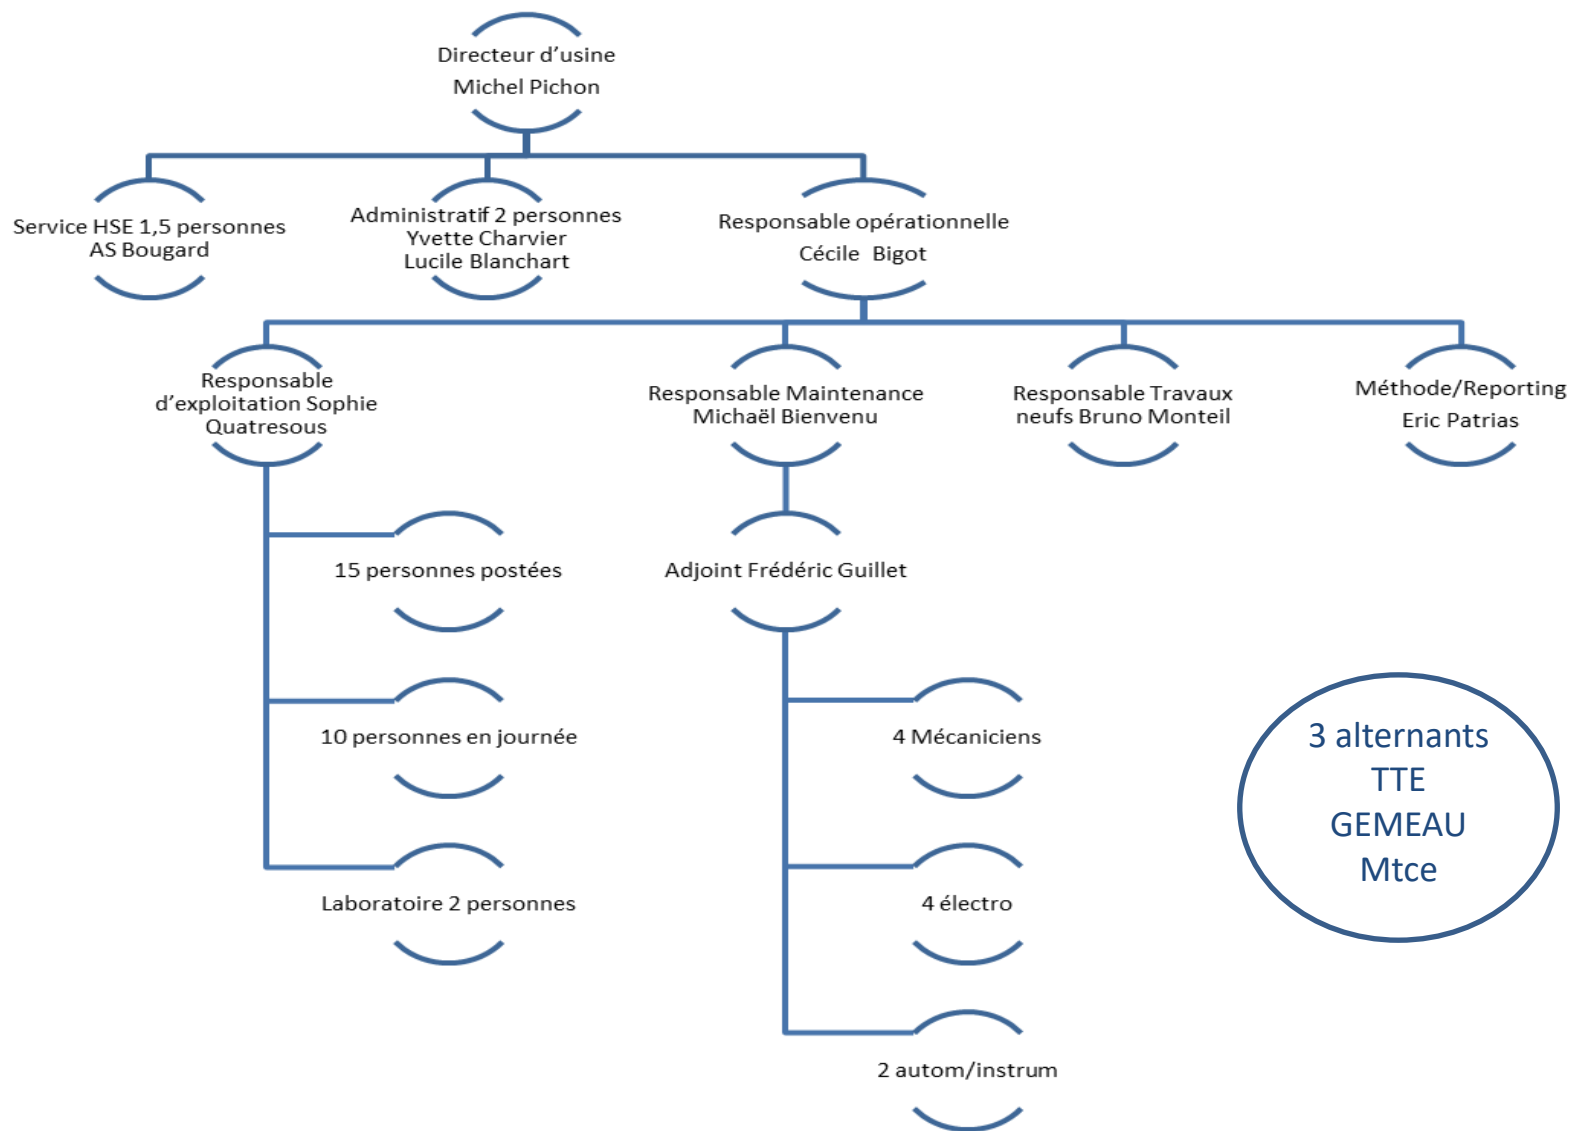 Directeur d’usine
Michel Pichon
Service HSE 1,5 personnes
AS Bougard
Administratif 2 personnes
Yvette Charvier
Lucile Blanchart
Responsable opérationnelle
Cécile Bigot
Responsable
d’exploitation Sophie
Quatresous
Responsable Maintenance
Michaël Bienvenu
Responsable Travaux
neufs Bruno Monteil
Méthode/Reporting
Eric Patrias
15 personnes postées
10 personnes en journée
Laboratoire 2 personnes
Adjoint Frédéric Guillet
4 Mécaniciens
4 électro
2 autom/instrum
3 alternants
TTE
GEMEAU
Mtce